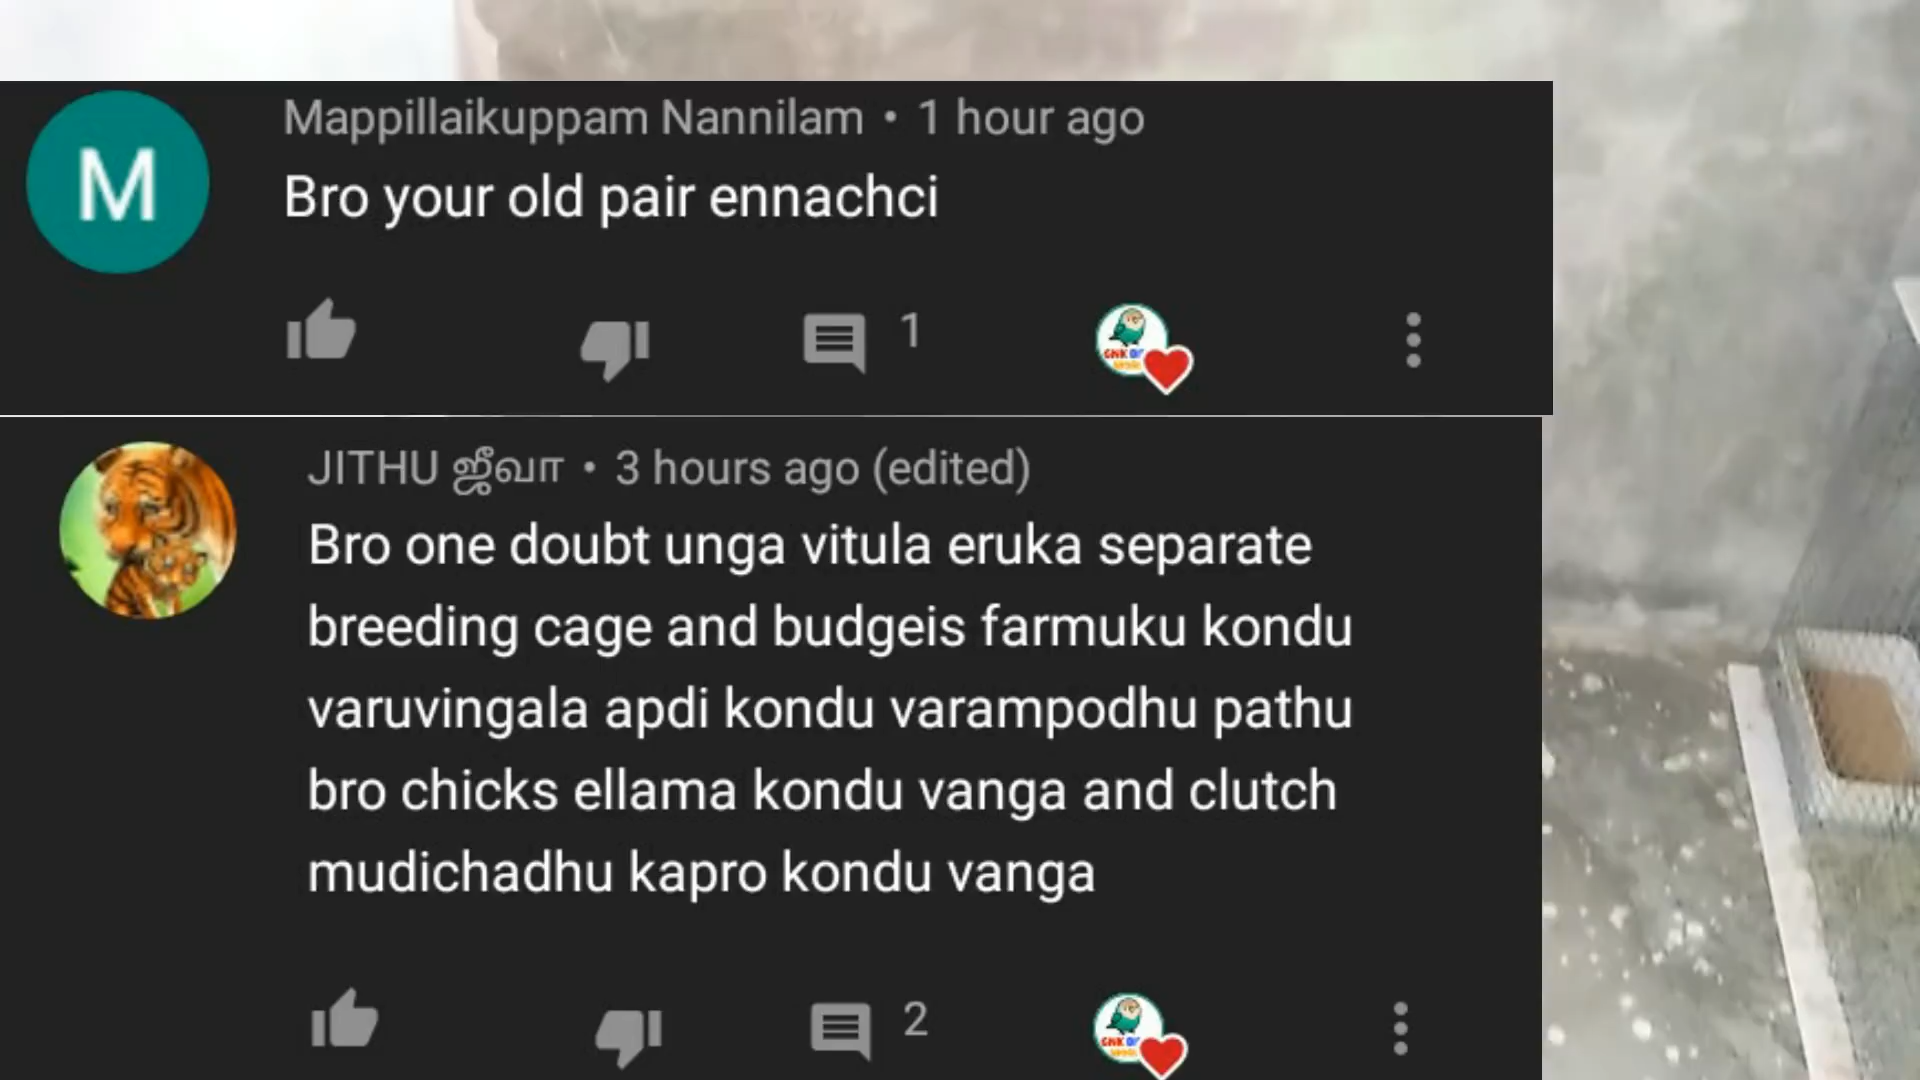 M
Mappillaikuppam Nannilam • 1 hour ago
Bro your old pair ennachci
1
JITHU ஜீவா • 3 hours ago (edited)
Bro one doubt unga vitula eruka separate
breeding cage and budgeis farmuku kondu
varuvingala apdi kondu varampodhu pathu
bro chicks ellama kondu vanga and clutch
mudichadhu kapro kondu vanga
2